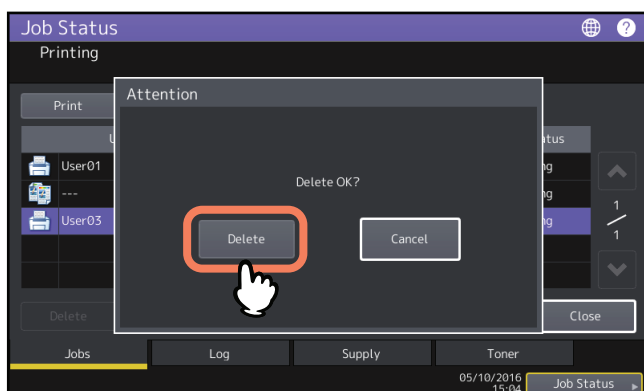 Job Status
?
Printing
Attention
Print
tus
User01
---
User03
Delete OK?
Delete
Cancel
1
1
Delete
Close
Jobs
Log
Supply
Toner
05/10/2016
15:04
Job Status